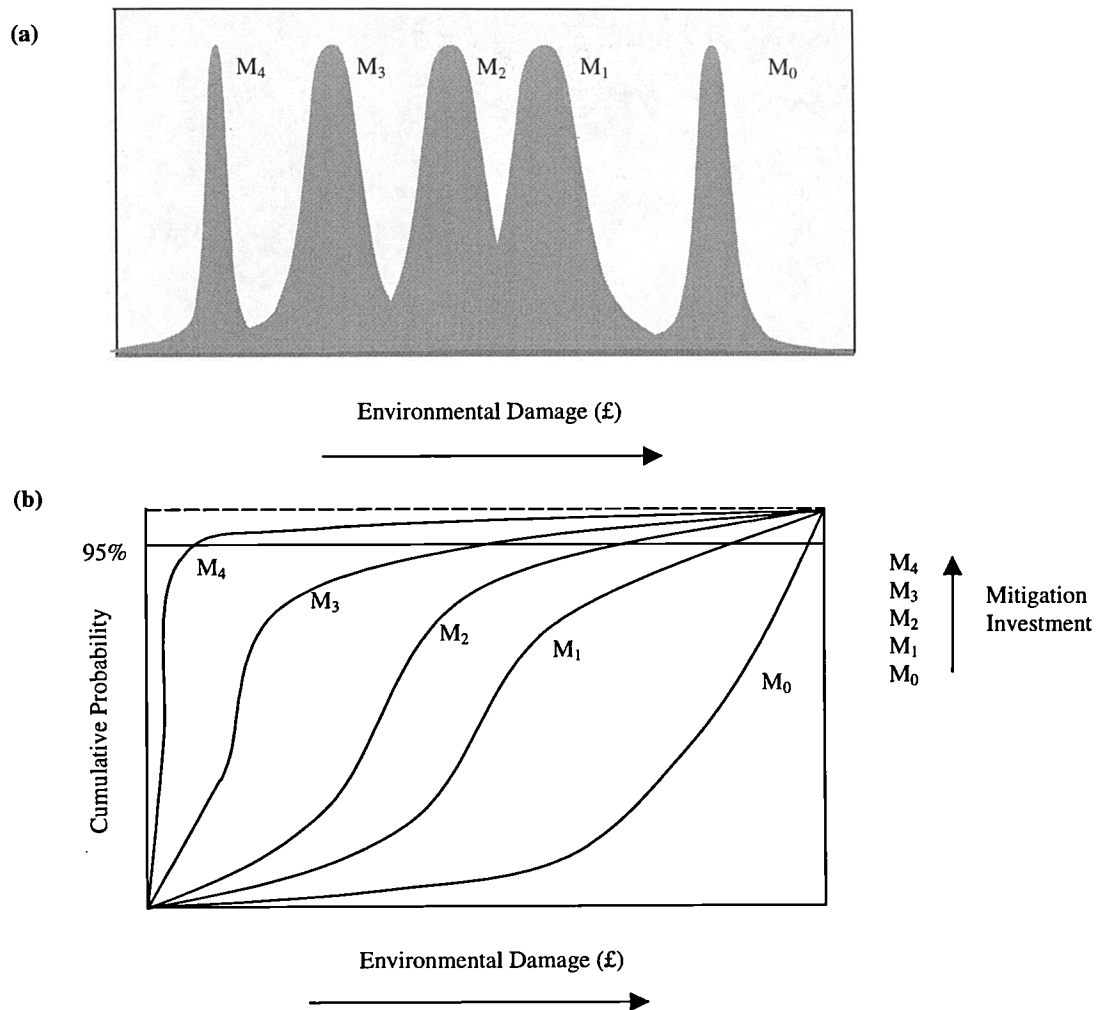 (a)
M₄ M₃ M₂ M₁ M₀
Environmental Damage (£)
(b)
95%
Cumulative Probability
M₄
M₃
M₂
M₁
M₀
M₄
M₃
M₂
M₁
M₀
Mitigation
Investment
Environmental Damage (£)